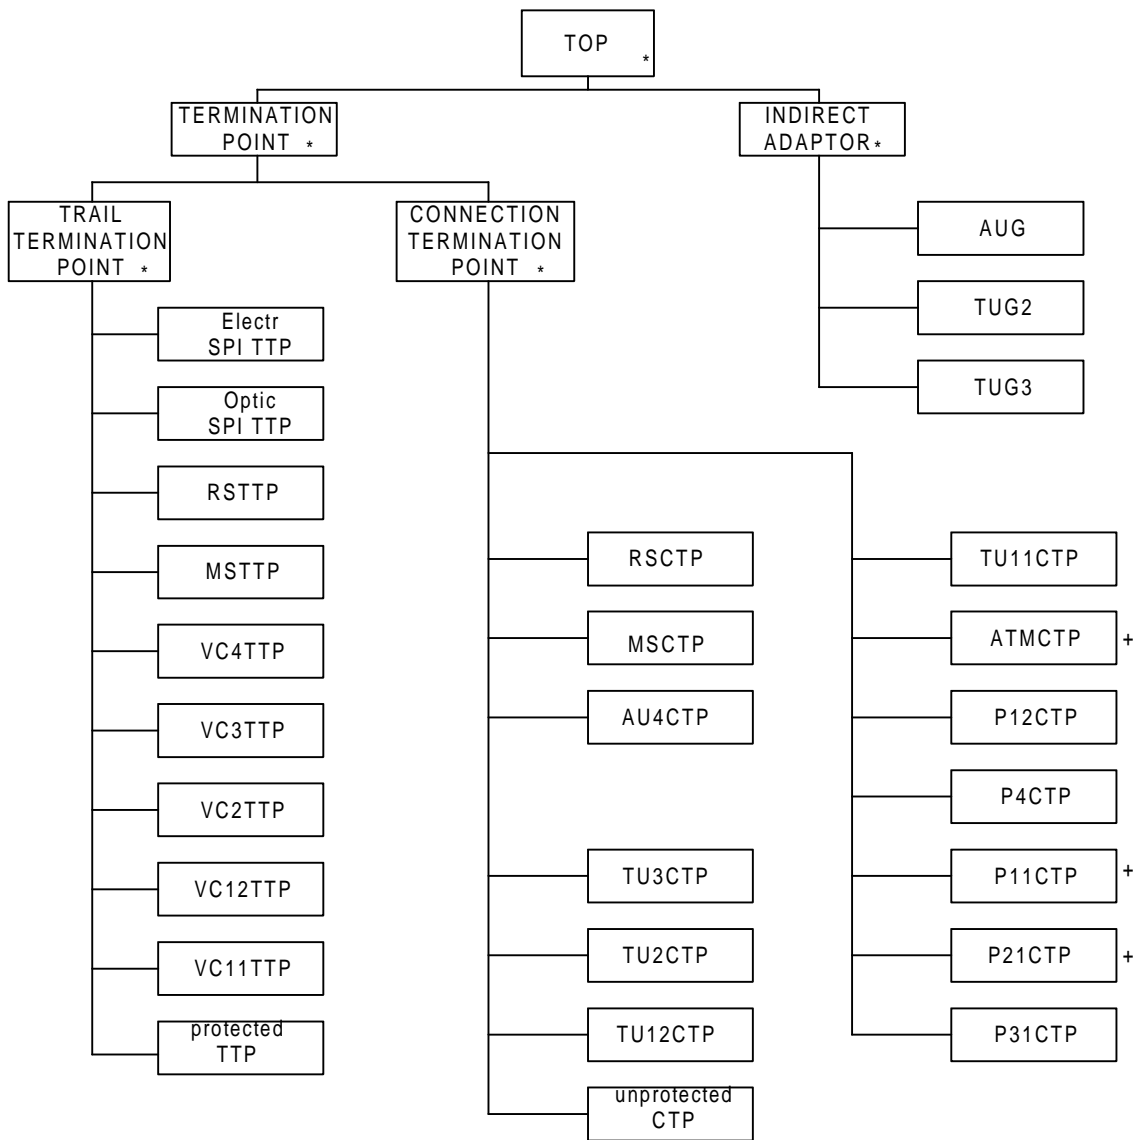 TOP
*
TERMINATION
POINT *
INDIRECT
ADAPTOR*
TRAIL
TERMINATION
POINT *
CONNECTION
TERMINATION
POINT *
AUG
TUG2
TUG3
Electr
SPI TTP
Optic
SPI TTP
RSTTP
MSTTP
VC4TTP
VC3TTP
VC2TTP
VC12TTP
VC11TTP
protected
TTP
RSCTP
MSCTP
AU4CTP
TU3CTP
TU2CTP
TU12CTP
unprotected
CTP
TU11CTP
ATMCTP +
P12CTP
P4CTP
P11CTP +
P21CTP +
P31CTP